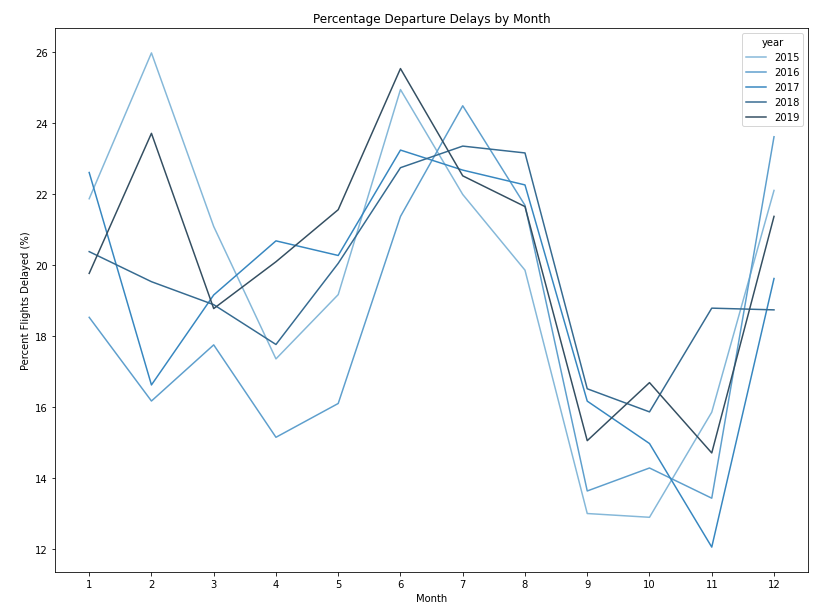 Percentage Departure Delays by Month
year
2015
2016
2017
2018
2019
26
24
22
20
18
16
14
12
Percent Flights Delayed (%)
1 2 3 4 5 6 7 8 9 10 11 12
Month